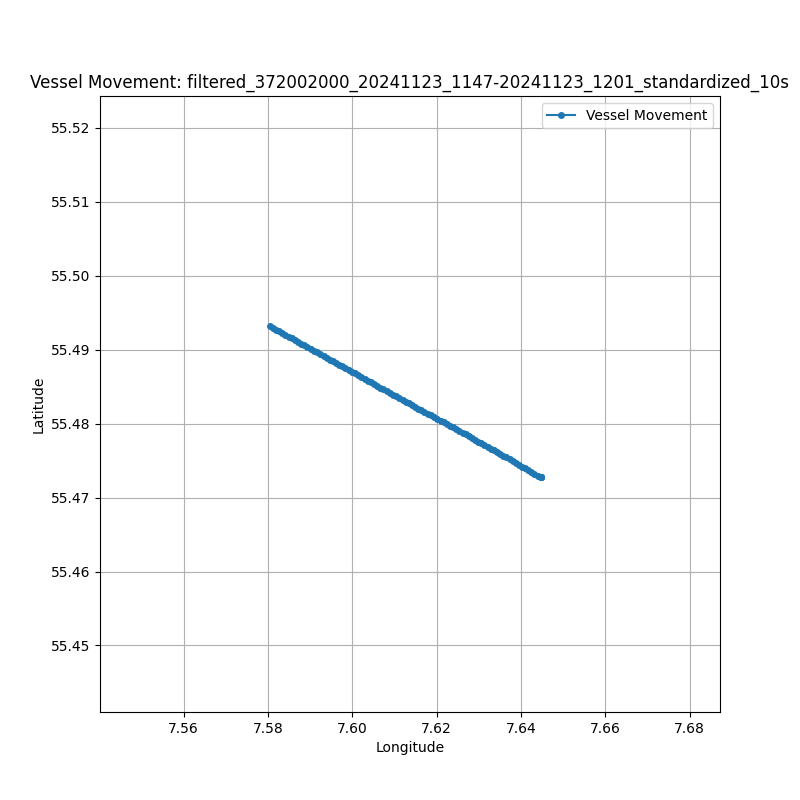 Vessel Movement: filtered_372002000_20241123_1147-20241123_1201_standardized_10s
Vessel Movement
55.52
55.51
55.50
55.49
55.48
55.47
55.46
55.45
Latitude
7.56 7.58 7.60 7.62 7.64 7.66 7.68
Longitude